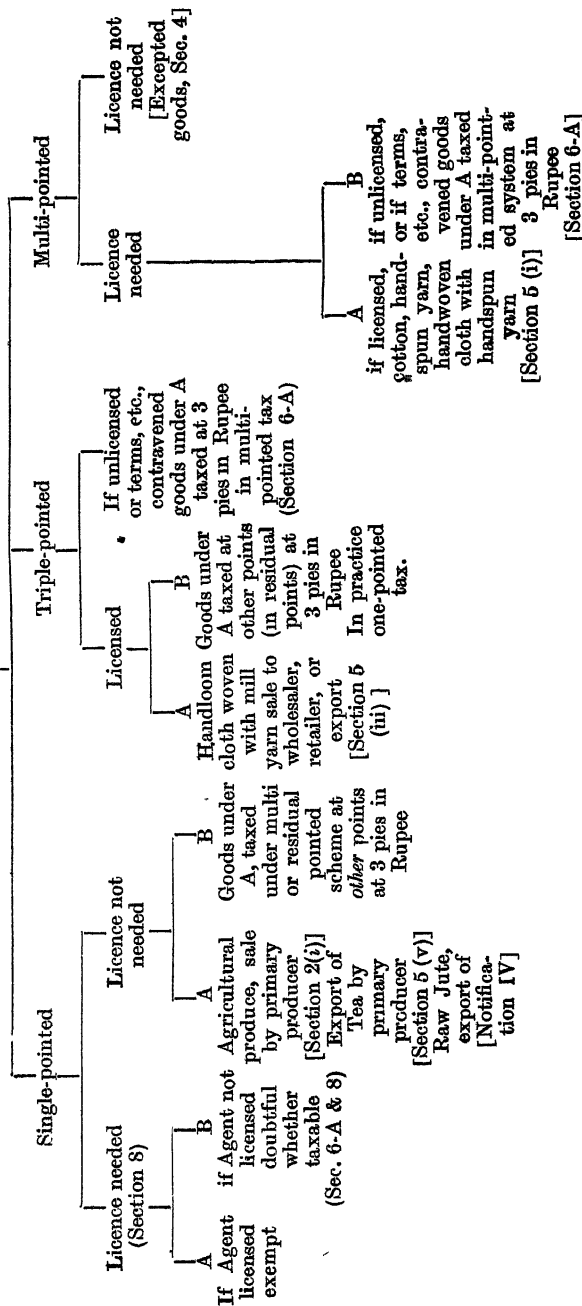 Single-pointed
Licence needed
(Section 8)
A
If Agent
licensed
exempt
B
if Agent not
licensed
doubtful
whether
taxable
(Sec. 6-A & 8)
Licence not
needed
A
Agricultural
produce, sale
by primary
producer
[Section 2(i)]
Export of
Tea by
primary
producer
[Section 5 (v)]
Raw Jute,
export of
[Notifica-
tion IV]
B
Goods under
A, taxed
under multi
or residual
pointed
scheme at
other points
at 3 pies in
Rupee
Triple-pointed
Licensed
A
Handloom
cloth woven
with mill
yarn sale to
wholesaler,
retailer, or
export
[Section 5
(iii) ]
B
Goods under
A taxed at
other points
(in residual
points) at
3 pies in
Rupee
In practice
one-pointed
tax.
If unlicensed
or terms, etc.,
contravened
goods under A
taxed at 3
pies in Rupee
in multi-
pointed tax
(Section 6-A)
Multi-pointed
Licence
needed
A
if licensed,
cotton, hand-
spun yarn,
handwoven
cloth with
handspun
yarn
[Section 5 (i)]
B
if unlicensed,
or if terms,
etc., contra-
vened goods
under A taxed
in multi-point-
ed system at
3 pies in
Rupee
[Section 6-A]
Licence not
needed
[Excepted
goods, Sec. 4]